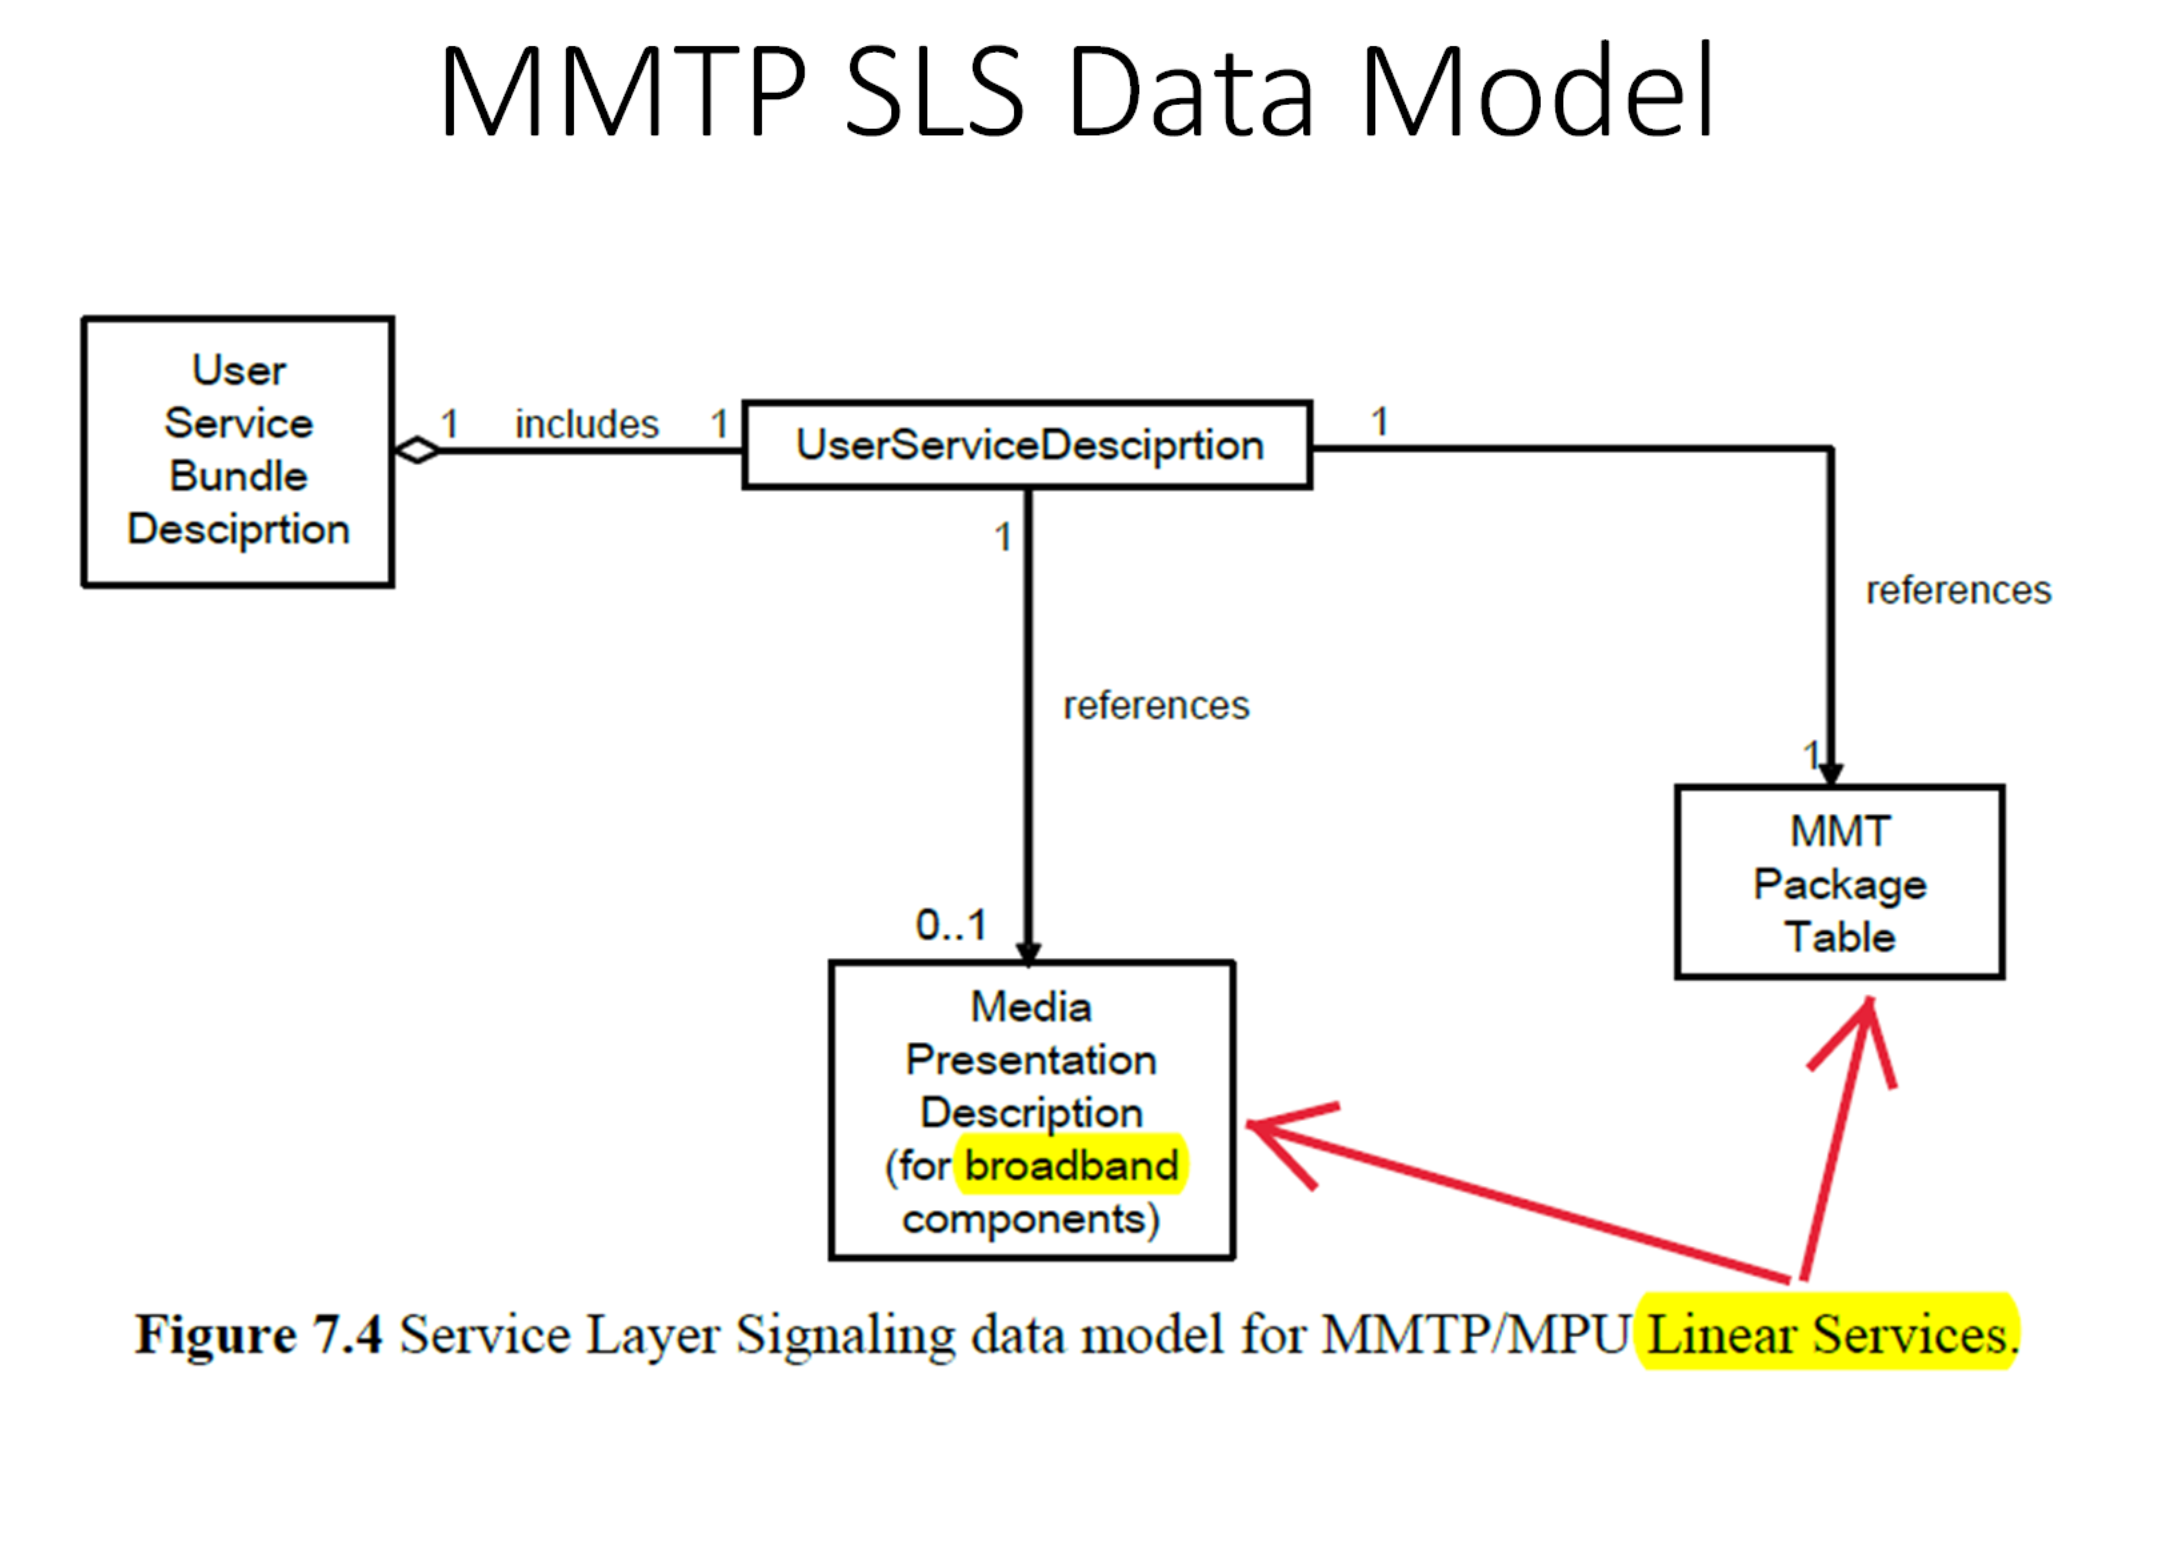 MMTP SLS Data Model
User
Service
Bundle
Desciprtion
1 includes 1
UserServiceDesciprtion
1
1
references
references
1
0..1
MMT
Package
Table
Media
Presentation
Description
(for broadband
components)
Figure 7.4 Service Layer Signaling data model for MMTP/MPU Linear Services.